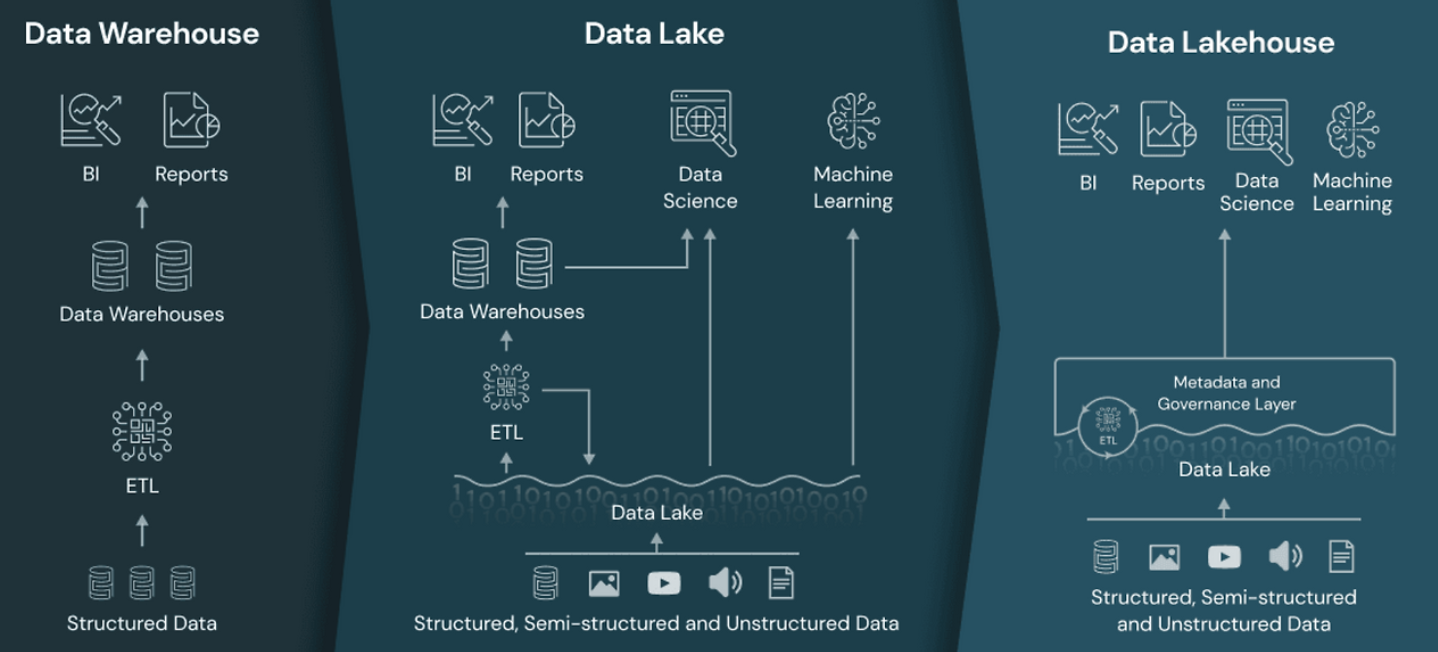 Data Warehouse
BI
Reports
Data Warehouses
ETL
Structured Data
Data Lake
BI
Reports
Data
Science
Machine
Learning
Data Warehouses
ETL
Data Lake
Structured, Semi-structured and Unstructured Data
Data Lakehouse
BI
Reports
Data
Science
Machine
Learning
Metadata and
Governance Layer
ETL
Data Lake
Structured, Semi-structured
and Unstructured Data